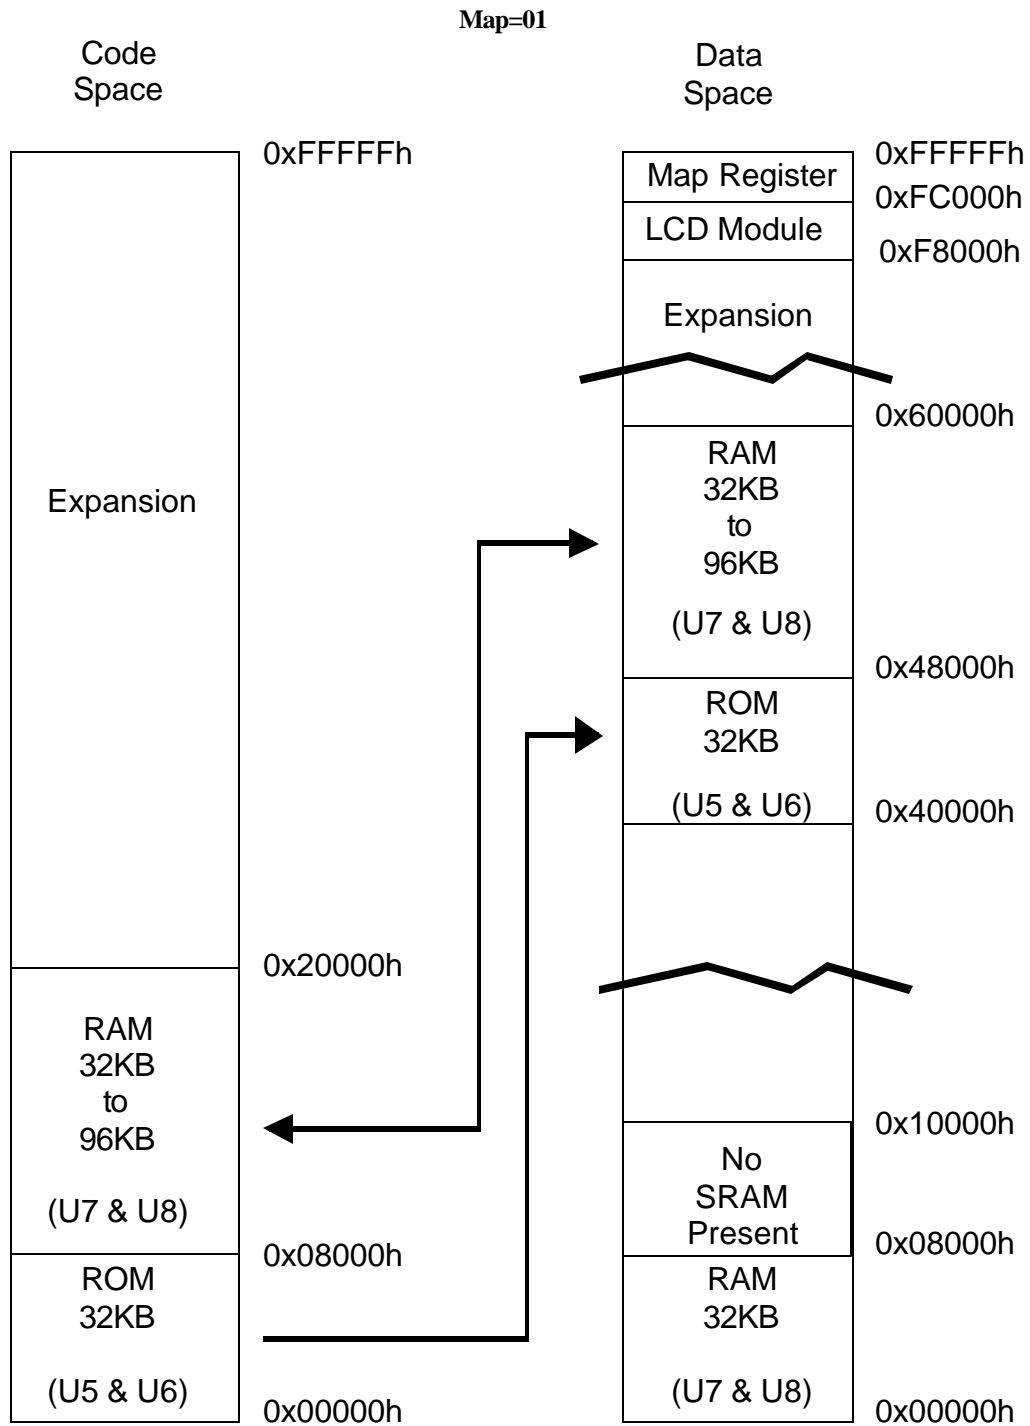 Map=01
Code
Space
0xFFFFFh
Expansion
0x20000h
RAM
32KB
to
96KB
(U7 & U8)
0x08000h
ROM
32KB
(U5 & U6)
0x00000h
Data
Space
0xFFFFFh
Map Register
0xFC000h
LCD Module
0xF8000h
Expansion
0x60000h
RAM
32KB
to
96KB
(U7 & U8)
0x48000h
ROM
32KB
(U5 & U6)
0x40000h
0x10000h
No
SRAM
Present
0x08000h
RAM
32KB
(U7 & U8)
0x00000h